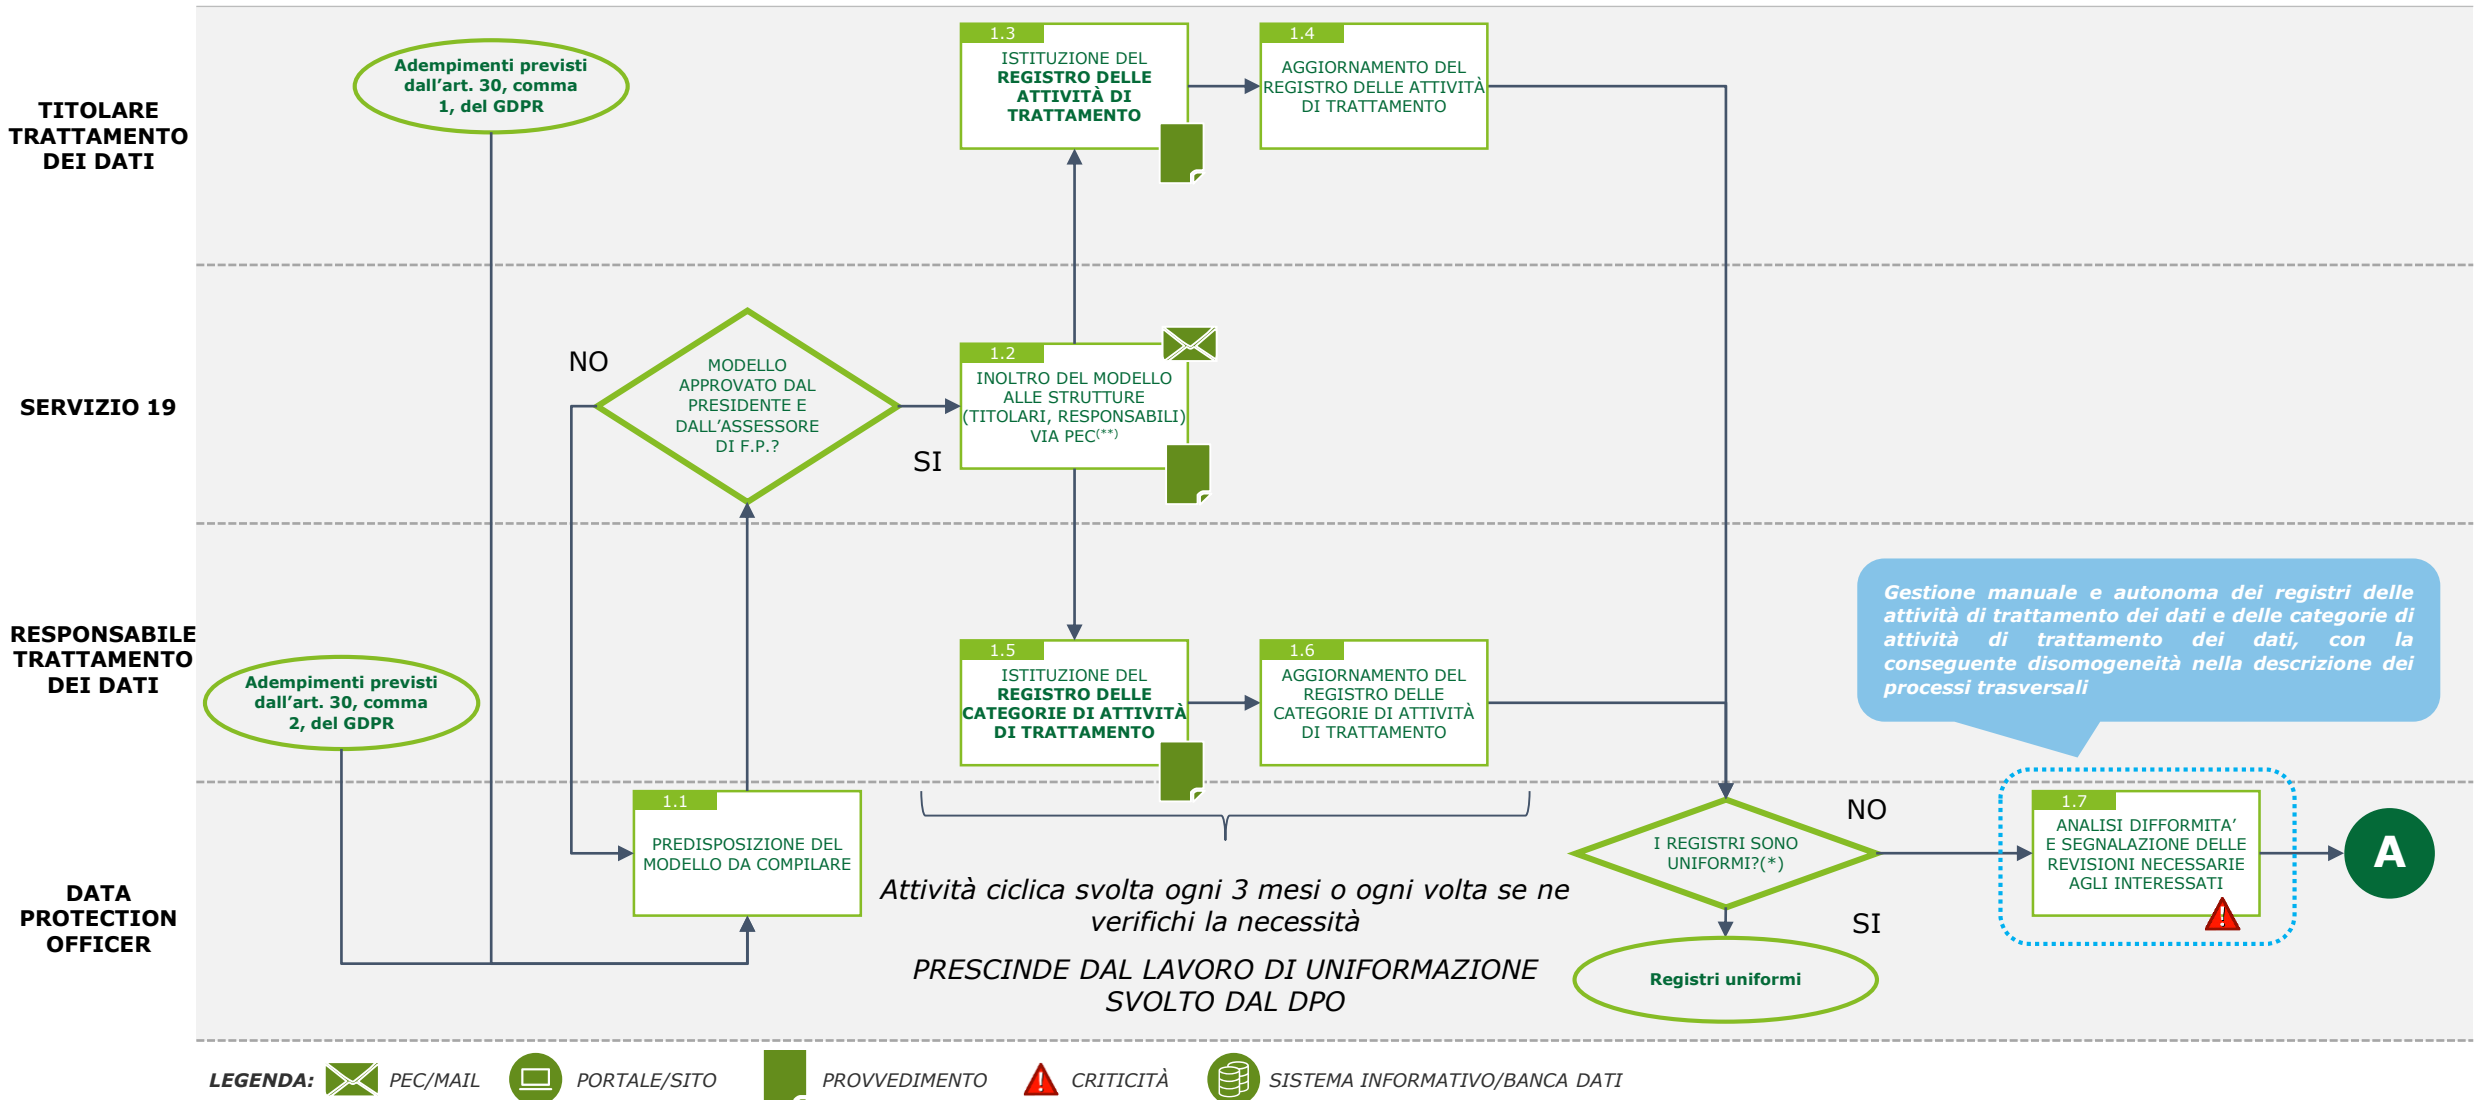 TITOLARE
TRATTAMENTO
DEI DATI
Adempimenti previsti
dall’art. 30, comma
1, del GDPR
1.3
ISTITUZIONE DEL
REGISTRO DELLE
ATTIVITÀ DI
TRATTAMENTO
1.4
AGGIORNAMENTO DEL
REGISTRO DELLE ATTIVITÀ
DI TRATTAMENTO
SERVIZIO 19
NO
MODELLO
APPROVATO DAL
PRESIDENTE E
DALL’ASSESSORE
DI F.P.?
SI
1.2
INOLTRO DEL MODELLO
ALLE STRUTTURE
(TITOLARI, RESPONSABILI)
VIA PEC(**)
RESPONSABILE
TRATTAMENTO
DEI DATI
Adempimenti previsti
dall’art. 30, comma
2, del GDPR
1.5
ISTITUZIONE DEL
REGISTRO DELLE
CATEGORIE DI ATTIVITÀ
DI TRATTAMENTO
1.6
AGGIORNAMENTO DEL
REGISTRO DELLE
CATEGORIE DI ATTIVITÀ
DI TRATTAMENTO
Gestione manuale e autonoma dei registri delle
attività di trattamento dei dati e delle categorie di
attività di trattamento dei dati, con la
conseguente disomogeneità nella descrizione dei
processi trasversali
DATA
PROTECTION
OFFICER
1.1
PREDISPOSIZIONE DEL
MODELLO DA COMPILARE
Attività ciclica svolta ogni 3 mesi o ogni volta se ne
verifichi la necessità
PRESCINDE DAL LAVORO DI UNIFORMAZIONE
SVOLTO DAL DPO
I REGISTRI SONO
UNIFORMI?(*)
NO
SI
Registri uniformi
1.7
ANALISI DIFFORMITA’
E SEGNALAZIONE DELLE
REVISIONI NECESSARIE
AGLI INTERESSATI
A
LEGENDA: PEC/MAIL PORTALE/SITO PROVVEDIMENTO CRITICITÀ SISTEMA INFORMATIVO/BANCA DATI